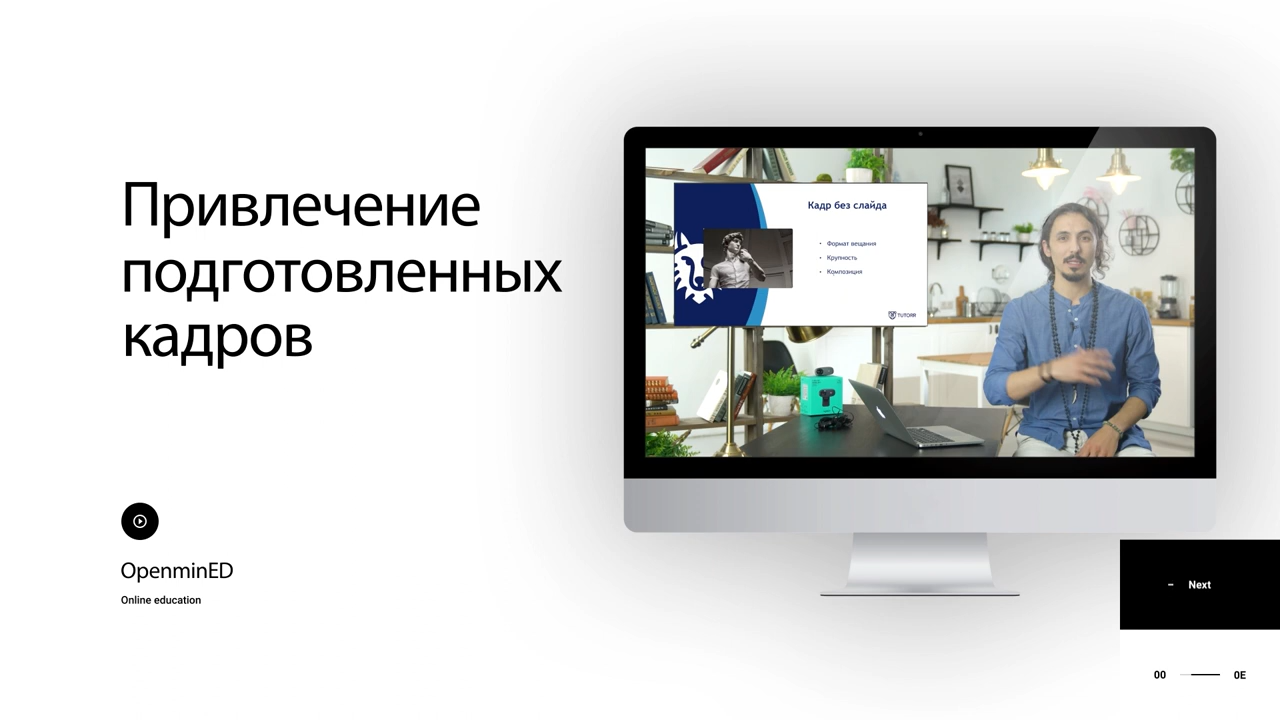 Привлечение
подготовленных
кадров
Кадр без слайда
• Формат вещания
• Крупность
• Композиция
TUTORR
OpenminED
Online education
– Next
00
0E